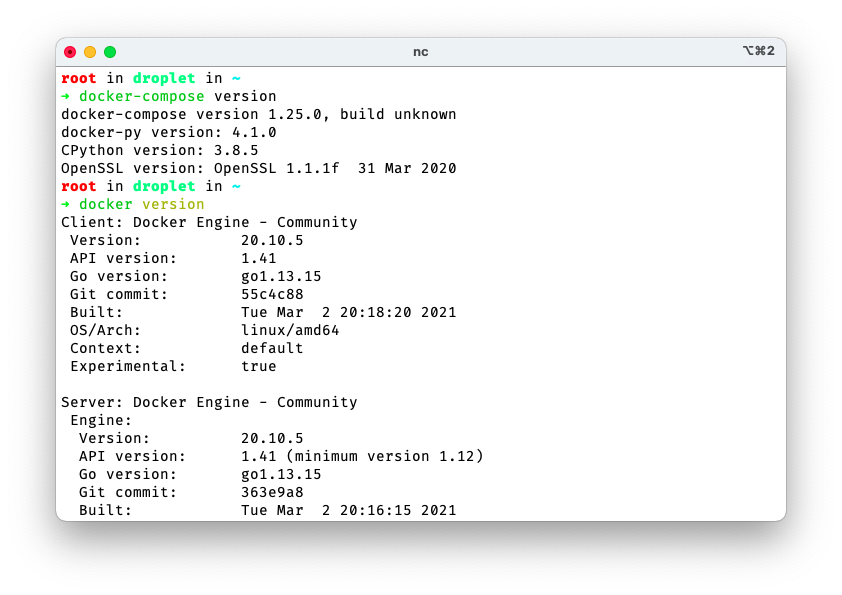 nc
⌥⌘2
root in droplet in ~
➜ docker-compose version
docker-compose version 1.25.0, build unknown
docker-py version: 4.1.0
CPython version: 3.8.5
OpenSSL version: OpenSSL 1.1.1f  31 Mar 2020
root in droplet in ~
➜ docker version
Client: Docker Engine - Community
 Version:           20.10.5
 API version:       1.41
 Go version:        go1.13.15
 Git commit:        55c4c88
 Built:             Tue Mar  2 20:18:20 2021
 OS/Arch:           linux/amd64
 Context:           default
 Experimental:      true

Server: Docker Engine - Community
 Engine:
  Version:          20.10.5
  API version:      1.41 (minimum version 1.12)
  Go version:       go1.13.15
  Git commit:       363e9a8
  Built:            Tue Mar  2 20:16:15 2021